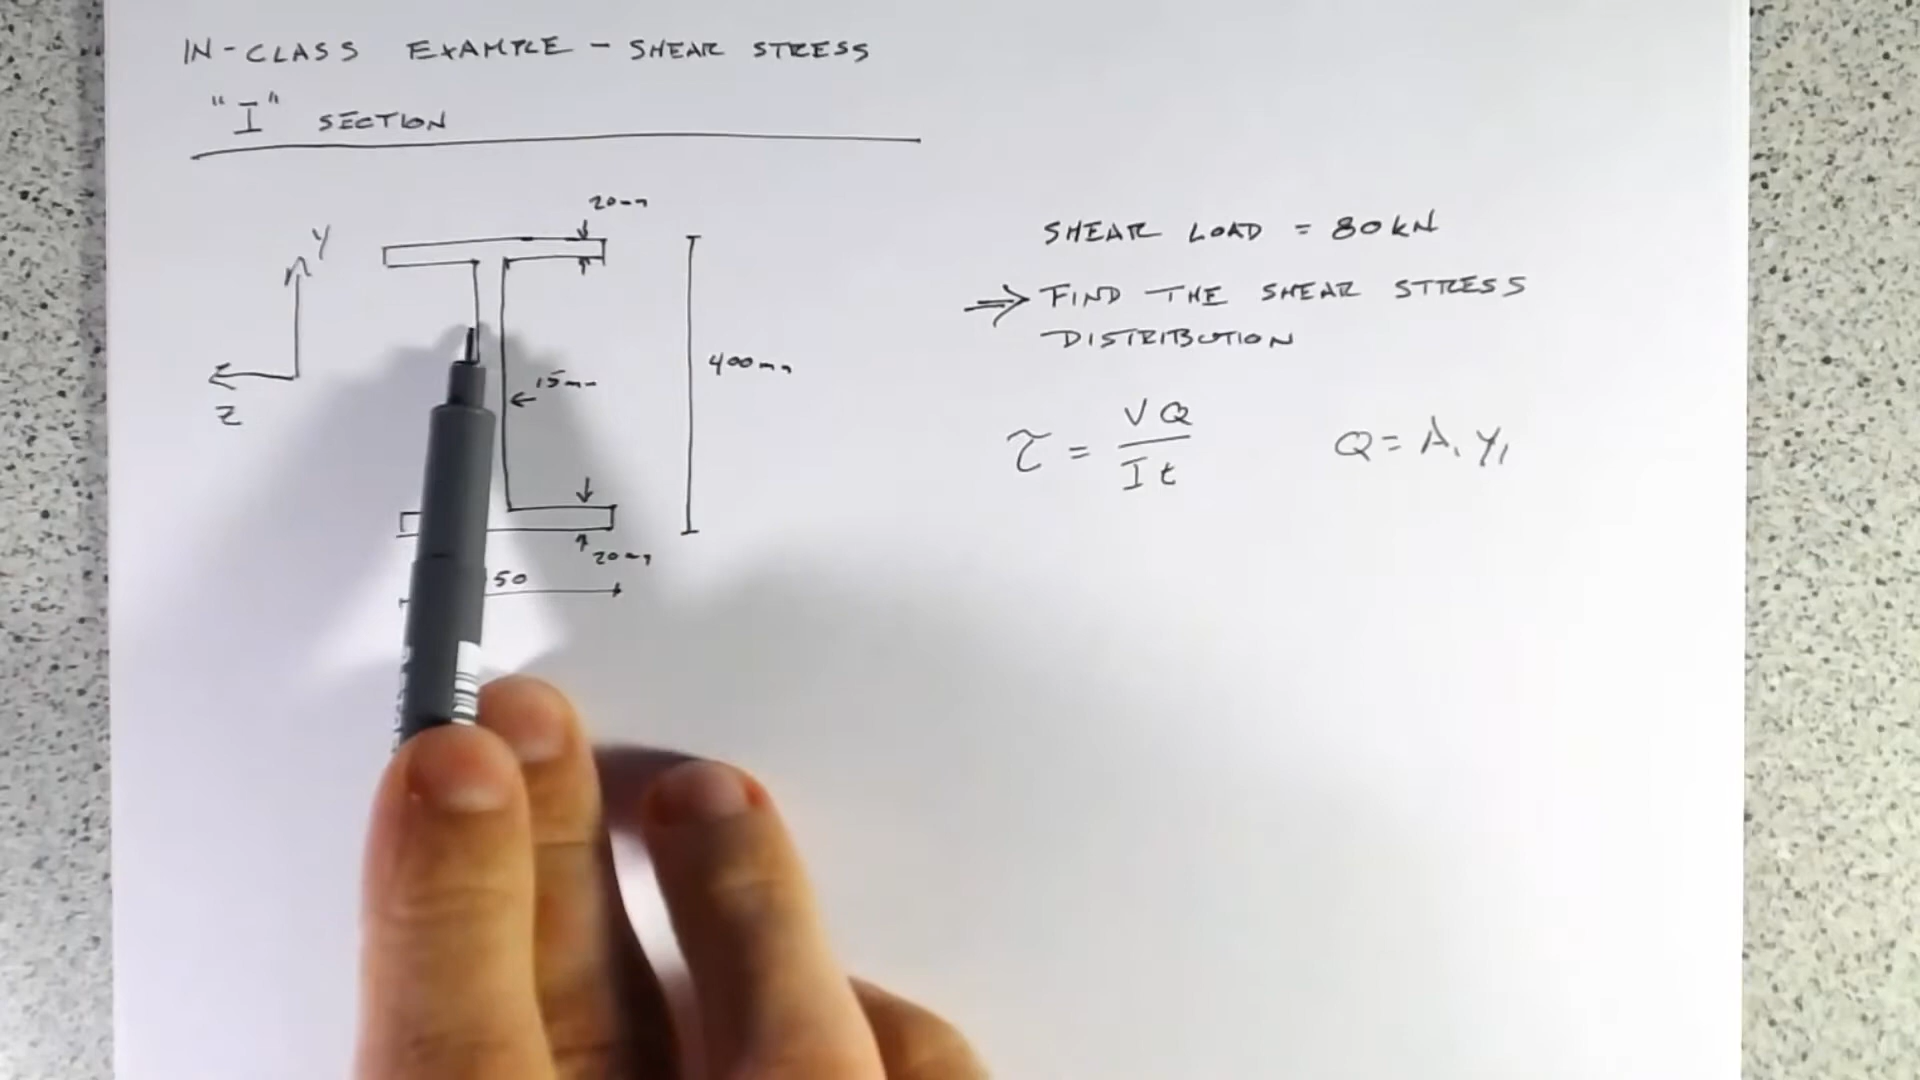 IN-CLASS EXAMPLE - SHEAR STRESS
"I" SECTION
20mm
Y
Z
15mm
400mm
20mm
50
SHEAR LOAD = 80kN
⇒ FIND THE SHEAR STRESS
DISTRIBUTION
τ = VQ / It
Q = A₁ y₁